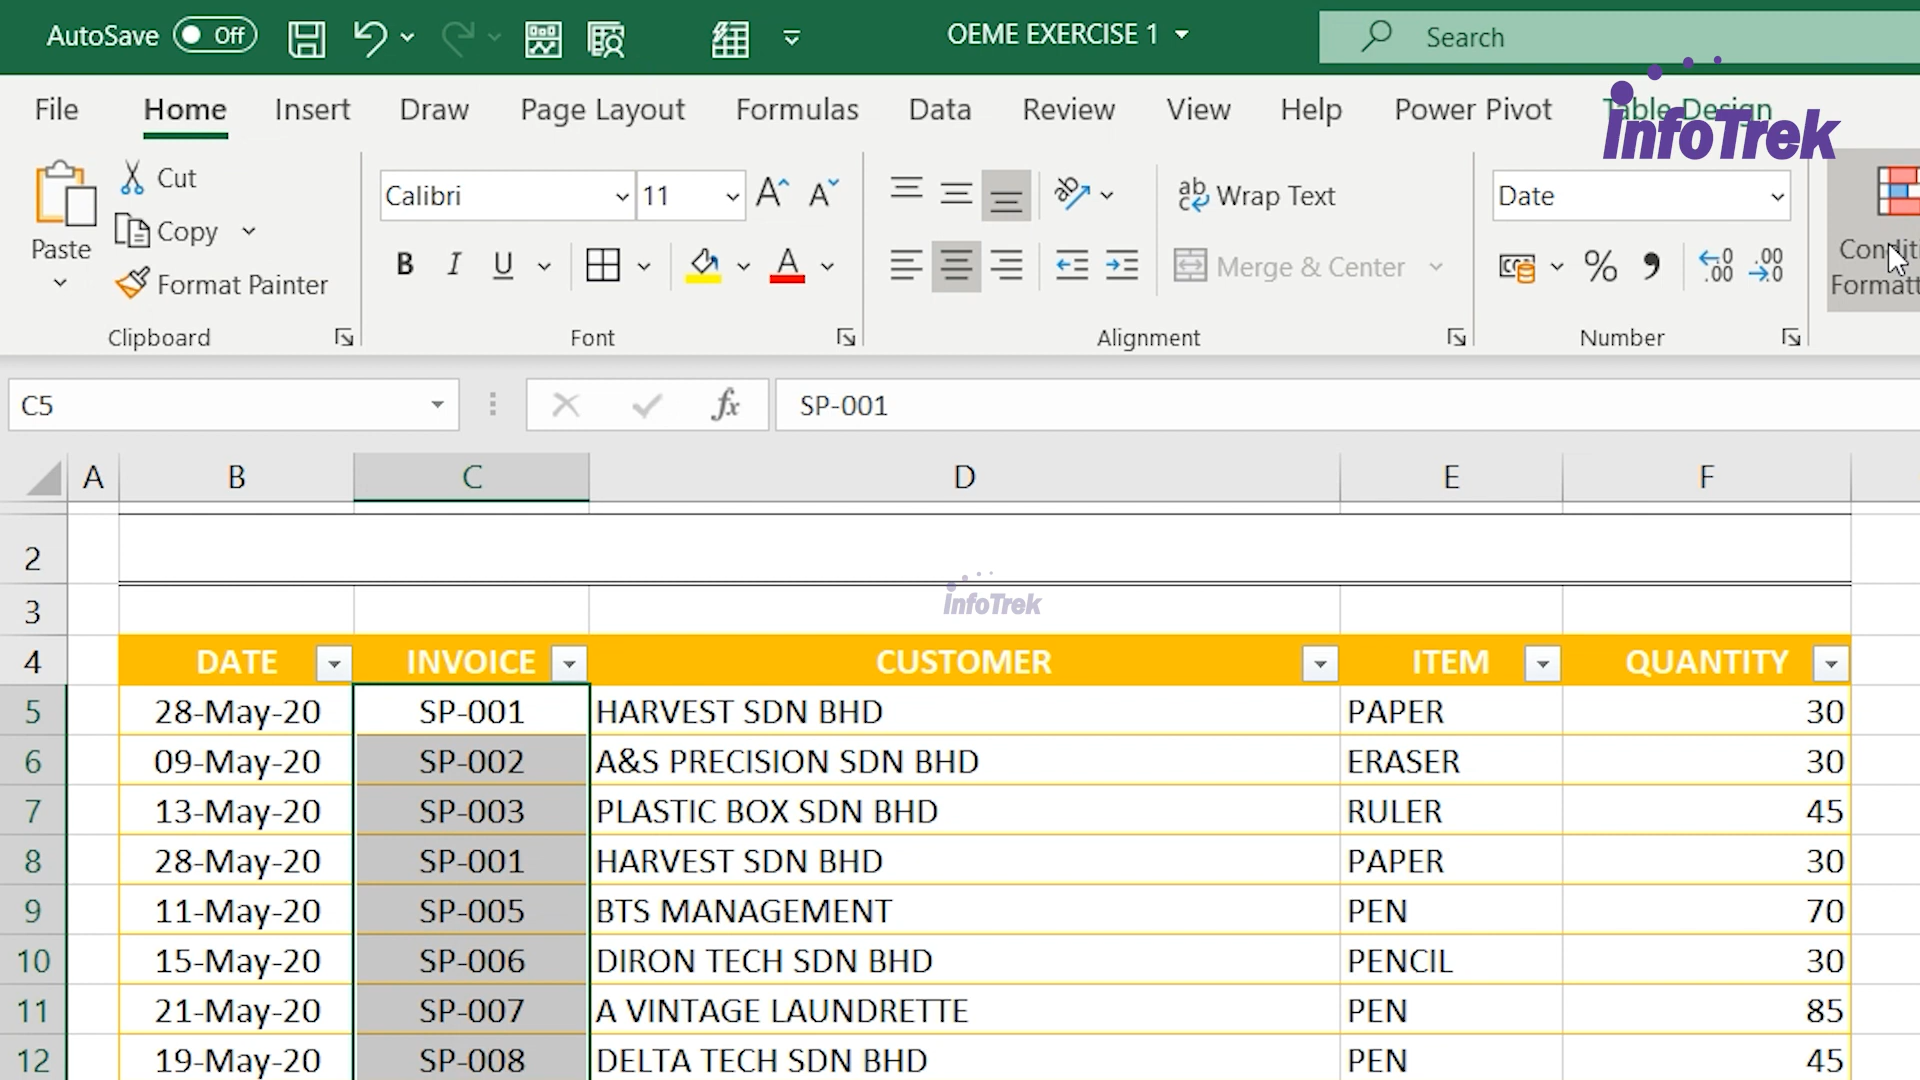 AutoSave Off OEME EXERCISE 1 Search
File Home Insert Draw Page Layout Formulas Data Review View Help Power Pivot Table Design
infoTrek
Paste
Cut
Copy
Format Painter
Clipboard
Calibri 11
B I U A
Font
Wrap Text
Merge & Center
Alignment
Date
% , .00 .00
Number
C5 fx SP-001
A B C D E F
2
infoTrek
3
4 DATE INVOICE CUSTOMER ITEM QUANTITY
5 28-May-20 SP-001 HARVEST SDN BHD PAPER 30
6 09-May-20 SP-002 A&S PRECISION SDN BHD ERASER 30
7 13-May-20 SP-003 PLASTIC BOX SDN BHD RULER 45
8 28-May-20 SP-001 HARVEST SDN BHD PAPER 30
9 11-May-20 SP-005 BTS MANAGEMENT PEN 70
10 15-May-20 SP-006 DIRON TECH SDN BHD PENCIL 30
11 21-May-20 SP-007 A VINTAGE LAUNDRETTE PEN 85
12 19-May-20 SP-008 DELTA TECH SDN BHD PEN 45